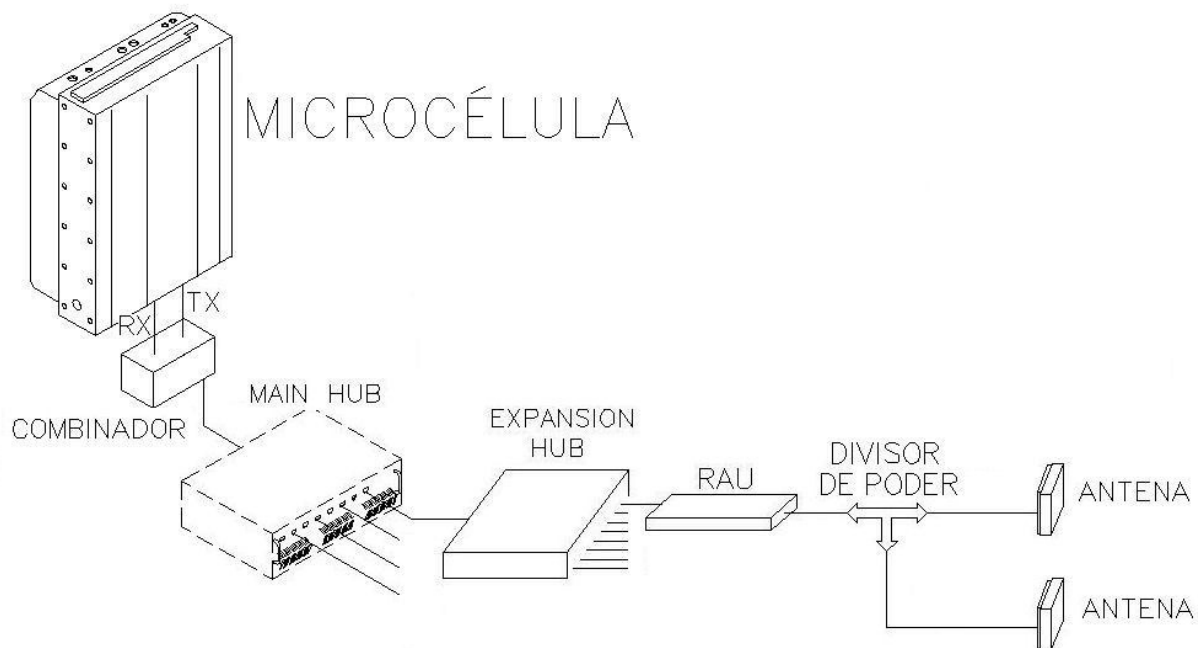 MICROCÉLULA
RX
TX
COMBINADOR
MAIN HUB
EXPANSION
HUB
RAU
DIVISOR
DE PODER
ANTENA
ANTENA